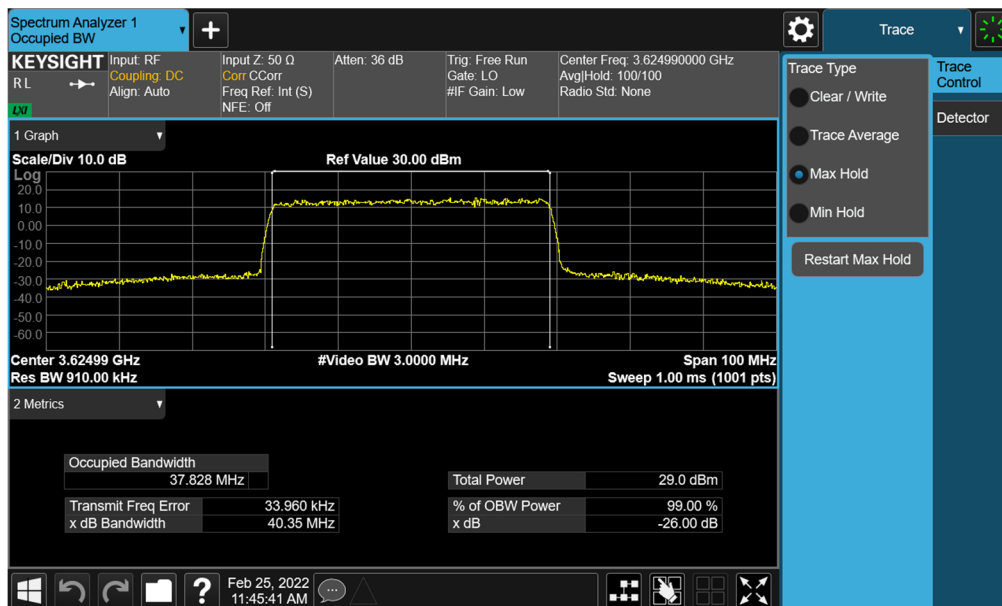 Spectrum Analyzer 1
Occupied BW
Trace
KEYSIGHT Input: RF Input Z: 50 Ω Atten: 36 dB Trig: Free Run Center Freq: 3.624990000 GHz
R L Coupling: DC Corr CCorr Gate: LO Avg|Hold: 100/100
Align: Auto Freq Ref: Int (S) #IF Gain: Low Radio Std: None
LXI NFE: Off
1 Graph
Scale/Div 10.0 dB Ref Value 30.00 dBm
Log
20.0
10.0
0.00
-10.0
-20.0
-30.0
-40.0
-50.0
-60.0
Center 3.62499 GHz #Video BW 3.0000 MHz Span 100 MHz
Res BW 910.00 kHz Sweep 1.00 ms (1001 pts)
2 Metrics
Occupied Bandwidth
37.828 MHz Total Power 29.0 dBm
Transmit Freq Error 33.960 kHz % of OBW Power 99.00 %
x dB Bandwidth 40.35 MHz x dB -26.00 dB
Trace Type
Clear / Write
Trace Average
Max Hold
Min Hold
Restart Max Hold
Trace
Control
Detector
Feb 25, 2022
11:45:41 AM